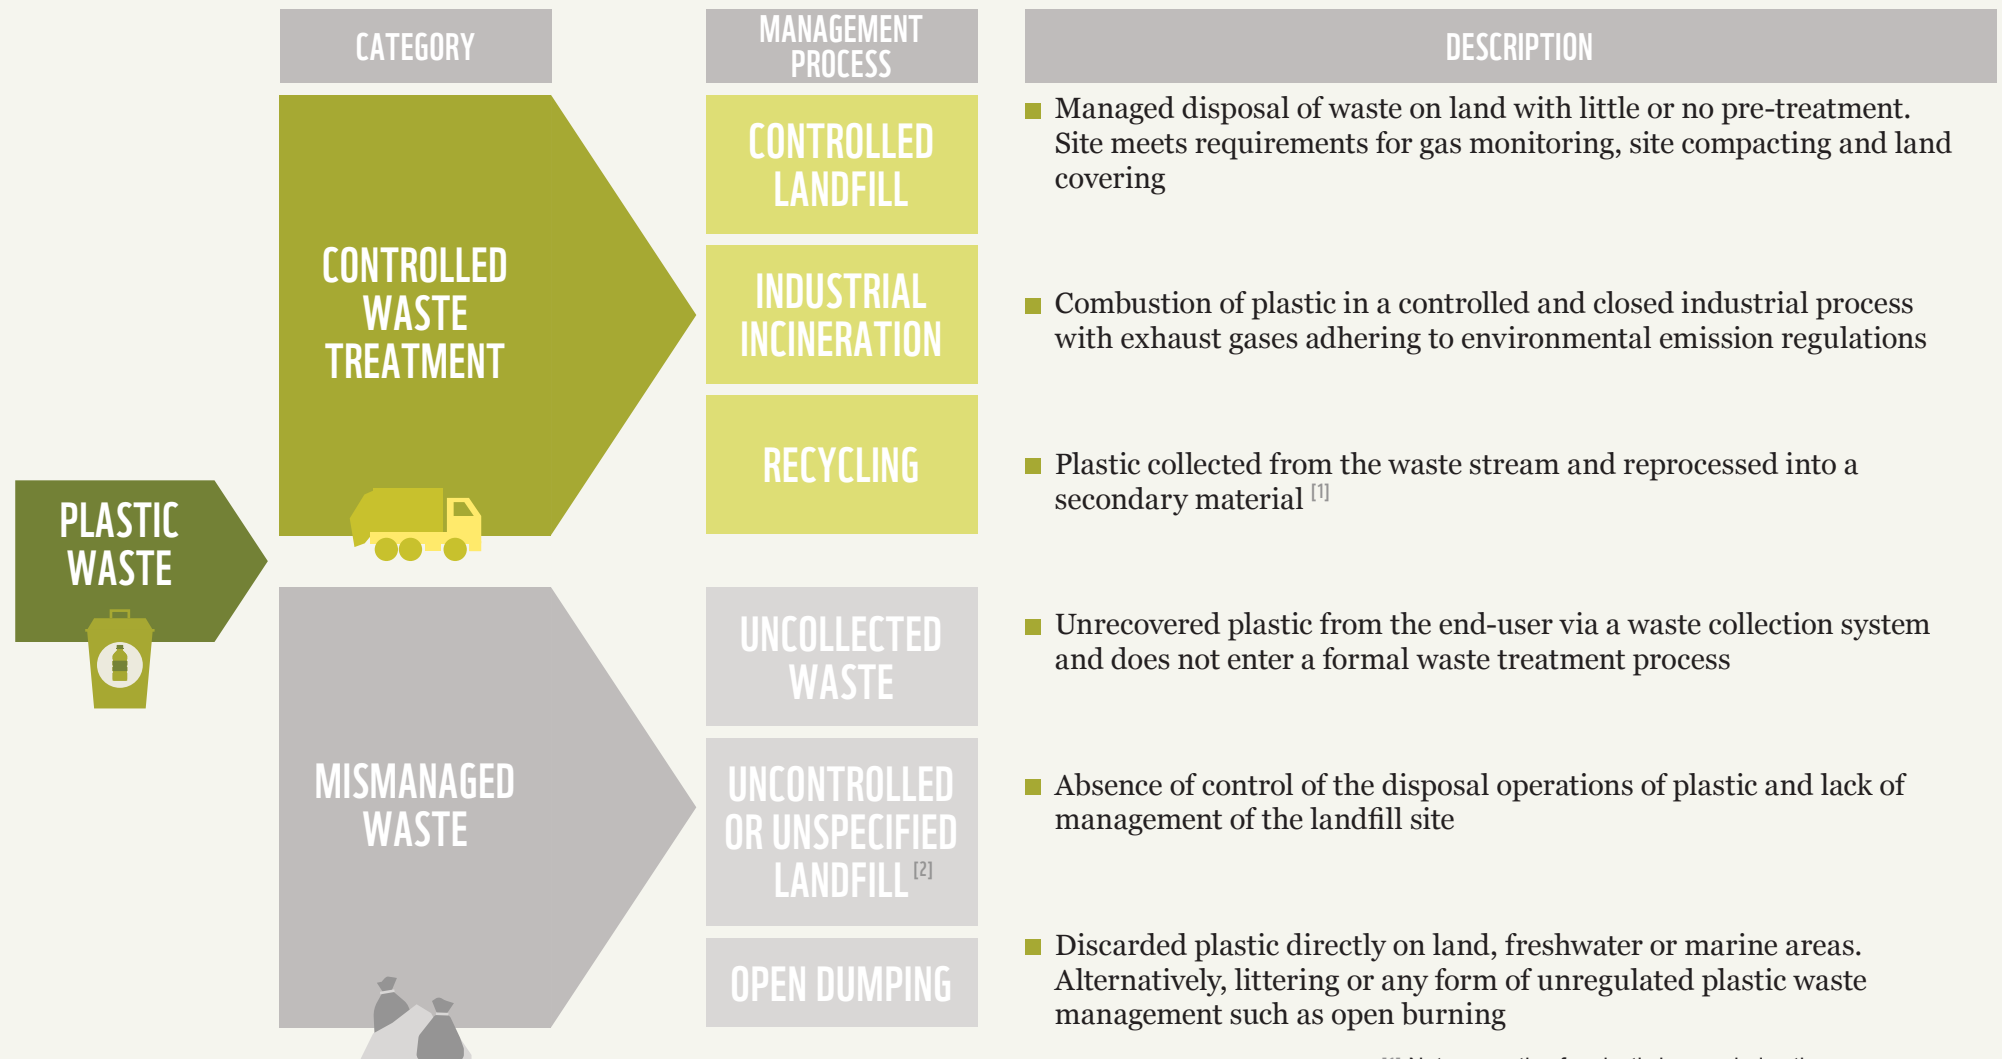 CATEGORY
MANAGEMENT
PROCESS
DESCRIPTION
PLASTIC
WASTE
CONTROLLED
WASTE
TREATMENT
CONTROLLED
LANDFILL
Managed disposal of waste on land with little or no pre-treatment.
Site meets requirements for gas monitoring, site compacting and land
covering
INDUSTRIAL
INCINERATION
Combustion of plastic in a controlled and closed industrial process
with exhaust gases adhering to environmental emission regulations
RECYCLING
Plastic collected from the waste stream and reprocessed into a
secondary material [1]
MISMANAGED
WASTE
UNCOLLECTED
WASTE
Unrecovered plastic from the end-user via a waste collection system
and does not enter a formal waste treatment process
UNCONTROLLED
OR UNSPECIFIED
LANDFILL [2]
Absence of control of the disposal operations of plastic and lack of
management of the landfill site
OPEN DUMPING
Discarded plastic directly on land, freshwater or marine areas.
Alternatively, littering or any form of unregulated plastic waste
management such as open burning